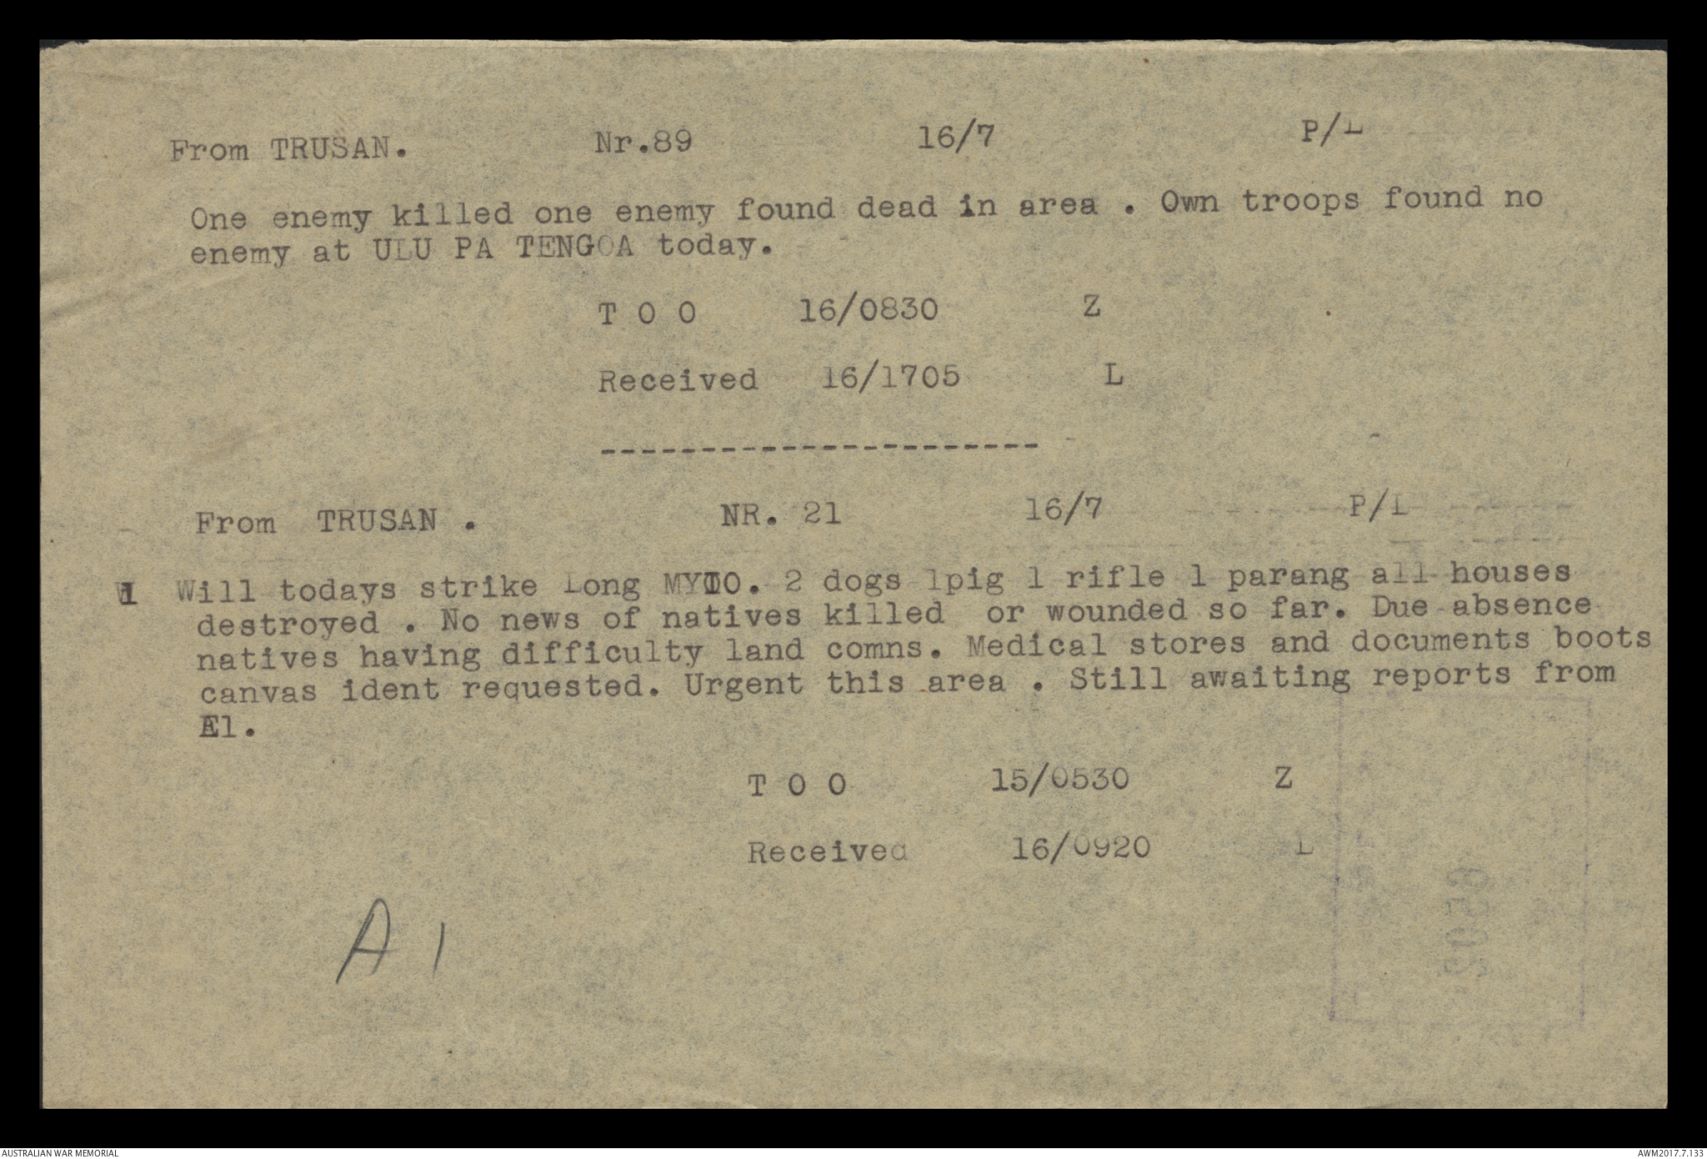 From TRUSAN. Nr.89 16/7 P/L
One enemy killed one enemy found dead in area . Own troops found no
enemy at ULU PA TENGOA today.
T O O 16/0830 Z
Received 16/1705 L
----------------------
From TRUSAN . NR. 21 16/7 P/L
Will todays strike Long . 2 dogs 1pig 1 rifle 1 parang all houses
destroyed . No news of natives killed or wounded so far. Due absence
natives having difficulty land comns. Medical stores and documents boots
canvas ident requested. Urgent this area . Still awaiting reports from
El.
T O O 15/0530 Z
Received 16/0920 L
A 1
AUSTRALIAN WAR MEMORIAL AWM2017.7.133